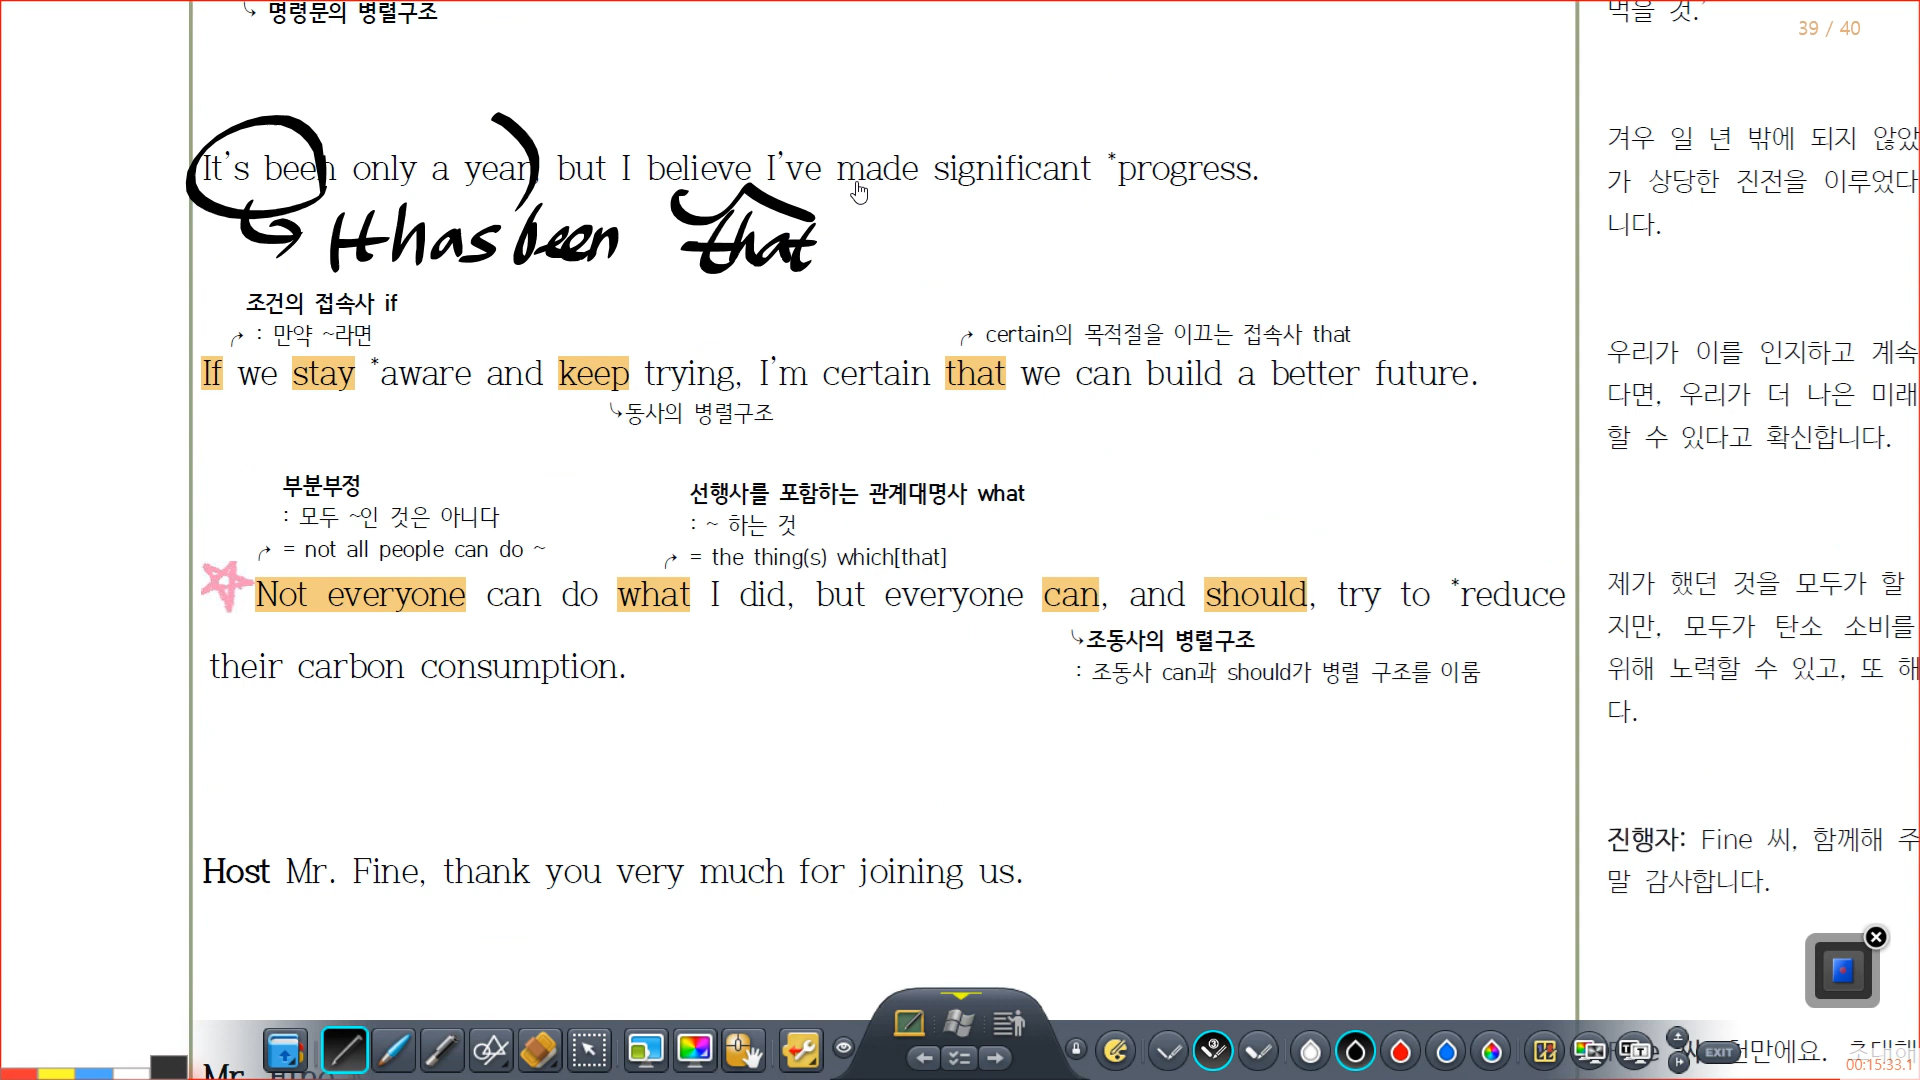 명령문의 병렬구조
먹을 것.’
39 / 40
It’s been only a year, but I believe I’ve made significant *progress.
It has been that
겨우 일 년 밖에 되지 않았
가 상당한 진전을 이루었다
니다.
조건의 접속사 if
: 만약 ~라면
certain의 목적절을 이끄는 접속사 that
If we stay *aware and keep trying, I’m certain that we can build a better future.
동사의 병렬구조
우리가 이를 인지하고 계속
다면, 우리가 더 나은 미래
할 수 있다고 확신합니다.
부분부정
: 모두 ~인 것은 아니다
= not all people can do ~
선행사를 포함하는 관계대명사 what
: ~ 하는 것
= the thing(s) which[that]
Not everyone can do what I did, but everyone can, and should, try to *reduce
their carbon consumption.
조동사의 병렬구조
: 조동사 can과 should가 병렬 구조를 이룸
제가 했던 것을 모두가 할
지만, 모두가 탄소 소비를
위해 노력할 수 있고, 또 해
다.
Host Mr. Fine, thank you very much for joining us.
진행자: Fine 씨, 함께해 주
말 감사합니다.
EXIT
00:15:33.1